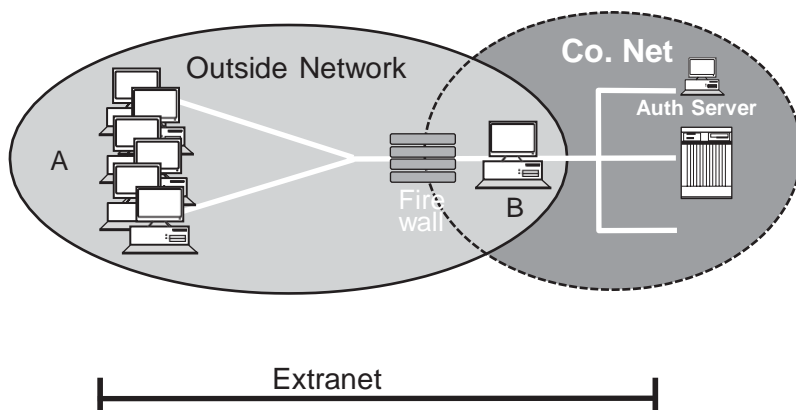 Outside Network
Co. Net
Auth Server
A
Fire
wall
B
Extranet